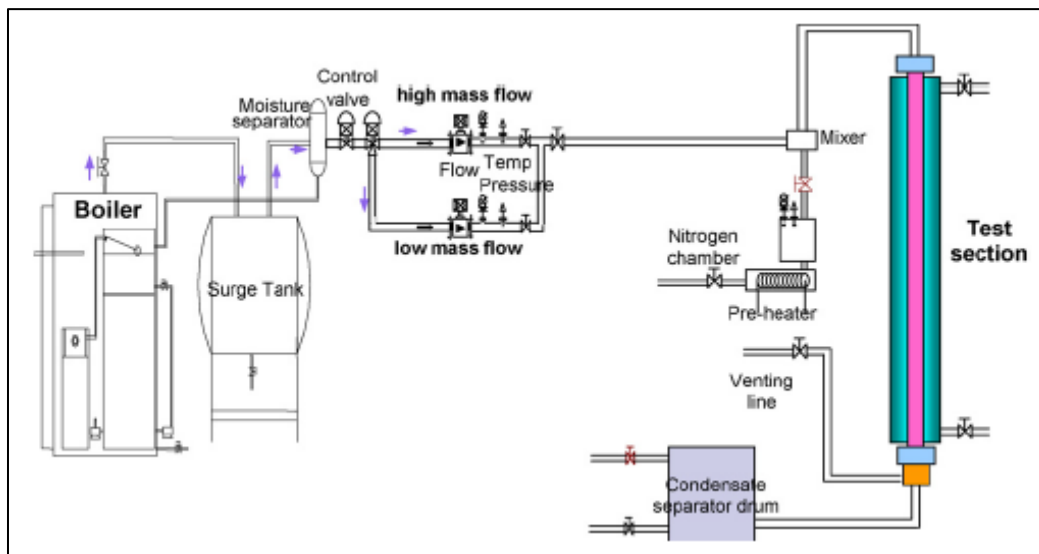 Control
valve
high mass flow
Moisture
separator
Mixer
Flow
Temp
Pressure
Boiler
low mass flow
Nitrogen
chamber
Test
section
Surge Tank
Pre-heater
Venting
line
Condensate
separator drum